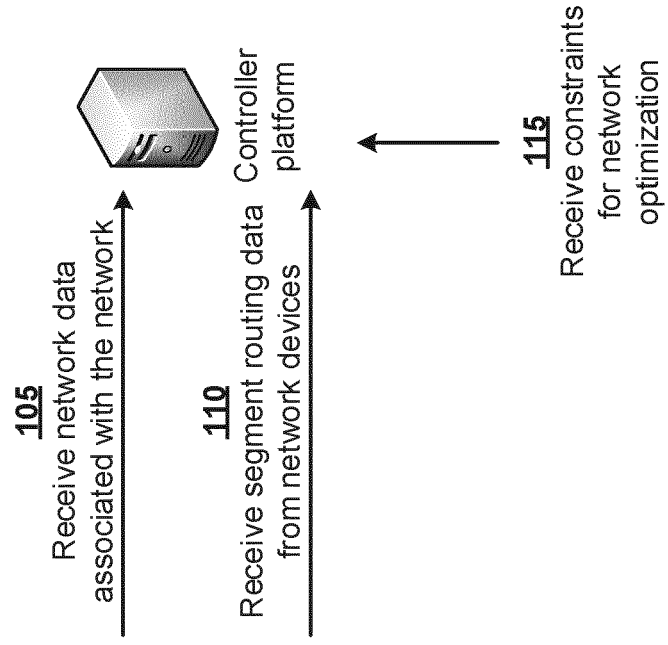 105
Receive network data
associated with the network
110
Receive segment routing data
from network devices
Controller
platform
115
Receive constraints
for network
optimization